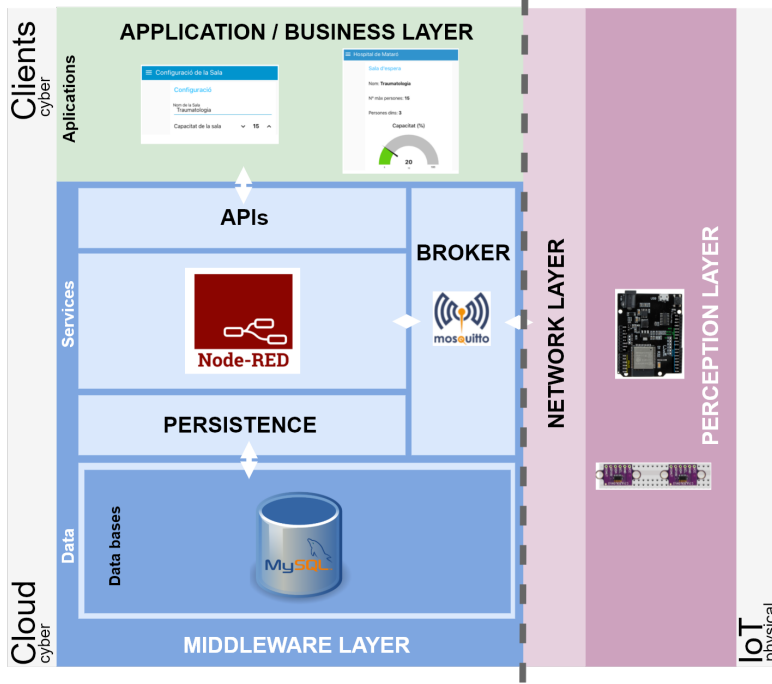 APPLICATION / BUSINESS LAYER
Clients
cyber
Aplications
Configuració de la Sala
Configuració
Nom de la Sala
Traumatologia
Capacitat de la sala
15
Hospital de Mataró
Sala d'espera
Nom: Traumatologia
Nº màx persones: 15
Persones dins: 3
Capacitat (%)
20
APIs
BROKER
Services
Node-RED
mosquitto
PERSISTENCE
NETWORK LAYER
PERCEPTION LAYER
Data
Data bases
MySQL
Cloud
cyber
MIDDLEWARE LAYER
IoT
physical